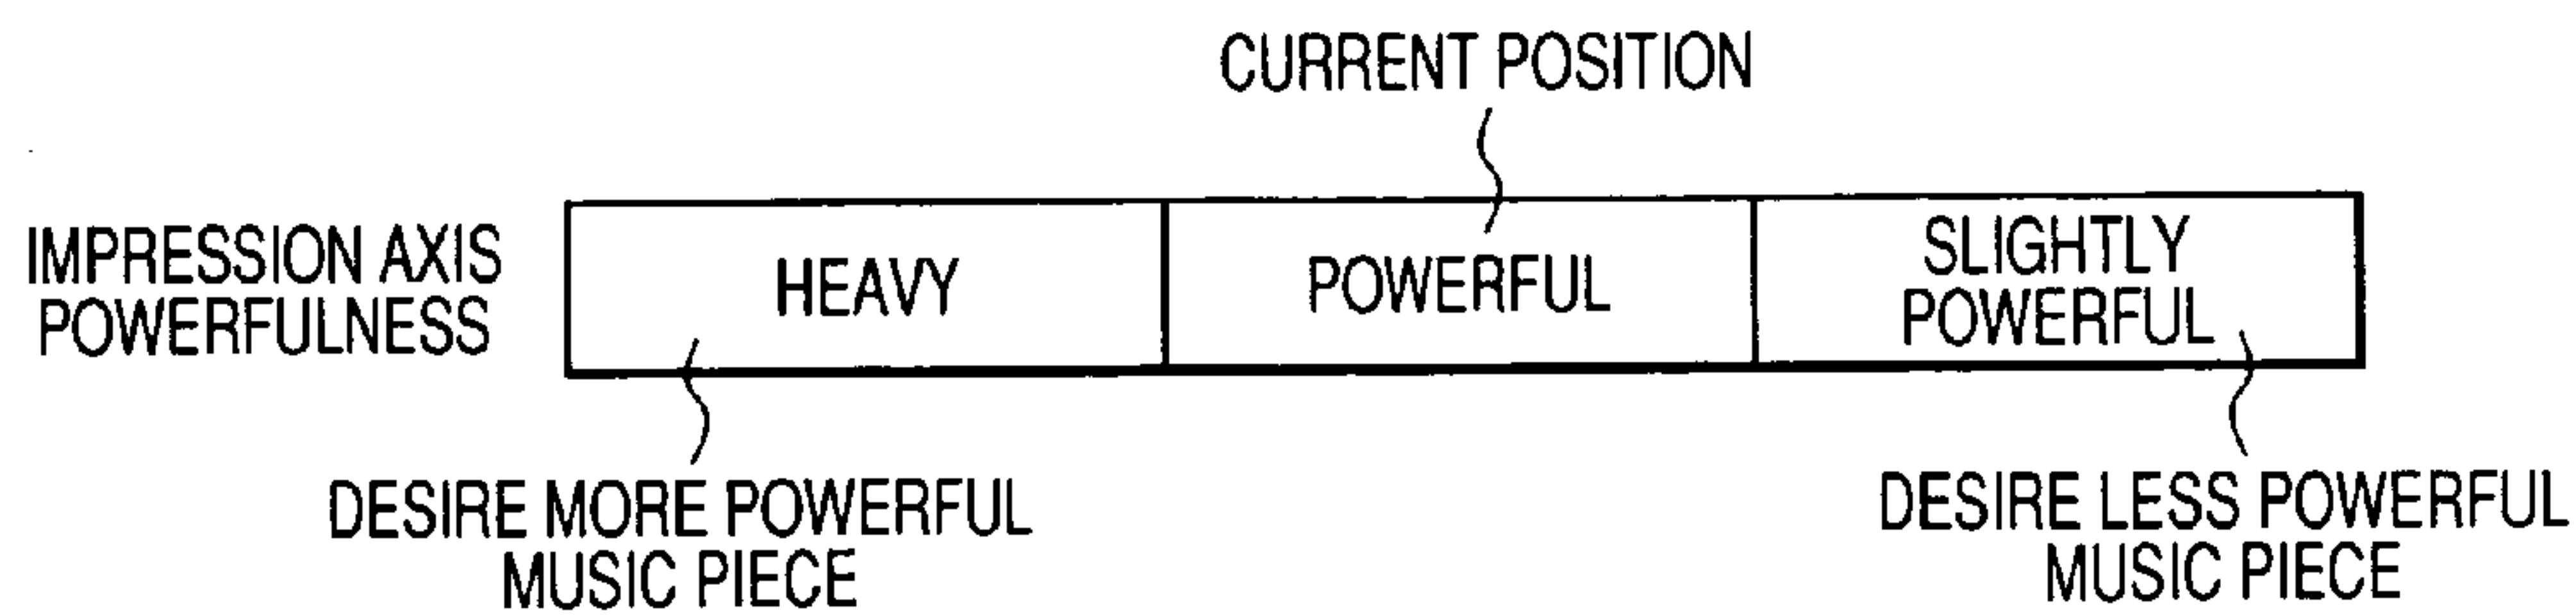 CURRENT POSITION
IMPRESSION AXIS
POWERFULNESS
HEAVY
POWERFUL
SLIGHTLY
POWERFUL
DESIRE MORE POWERFUL
MUSIC PIECE
DESIRE LESS POWERFUL
MUSIC PIECE